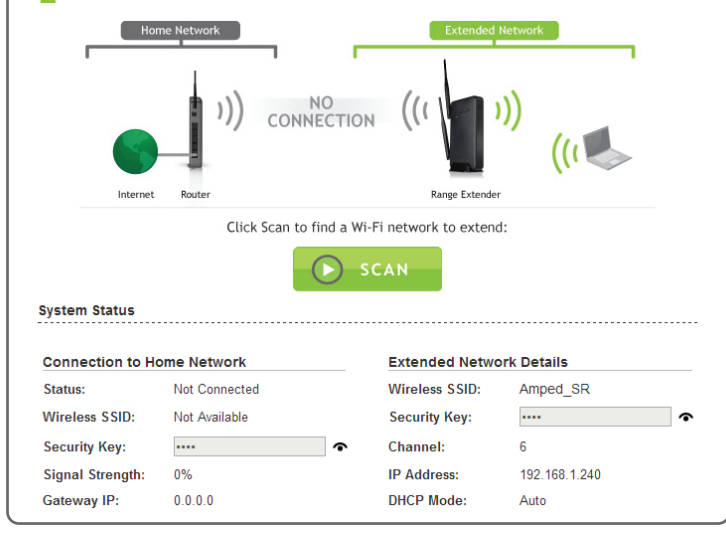 Home Network
Extended Network
NO
CONNECTION
Internet
Router
Range Extender
Click Scan to find a Wi-Fi network to extend:
SCAN
System Status
Connection to Home Network
Status: Not Connected
Wireless SSID: Not Available
Security Key: ••••
Signal Strength: 0%
Gateway IP: 0.0.0.0
Extended Network Details
Wireless SSID: Amped_SR
Security Key: ••••
Channel: 6
IP Address: 192.168.1.240
DHCP Mode: Auto